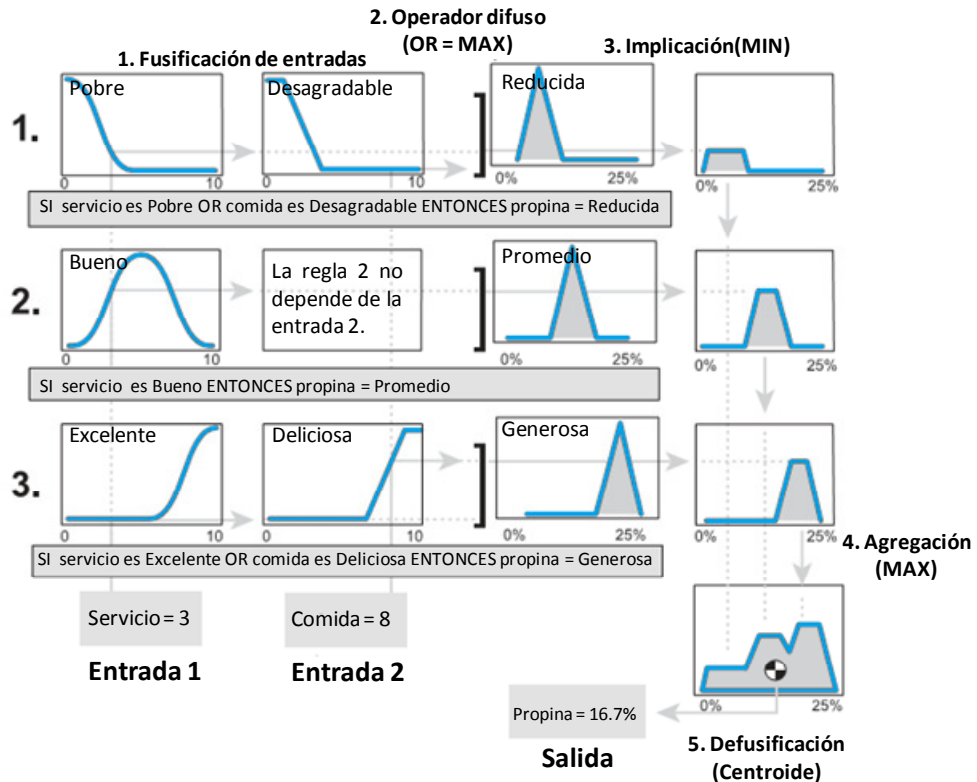 2. Operador difuso
(OR = MAX)
1. Fusificación de entradas
3. Implicación(MIN)
1.
Pobre
0
10
Desagradable
0
10
Reducida
0%
25%
0%
25%
SI servicio es Pobre OR comida es Desagradable ENTONCES propina = Reducida
2.
Bueno
0
10
La regla 2 no
depende de la
entrada 2.
Promedio
0%
25%
0%
25%
SI servicio es Bueno ENTONCES propina = Promedio
3.
Excelente
0
10
Deliciosa
0
10
Generosa
0%
25%
0%
25%
SI servicio es Excelente OR comida es Deliciosa ENTONCES propina = Generosa
4. Agregación
(MAX)
Servicio = 3
Entrada 1
Comida = 8
Entrada 2
0%
25%
Propina = 16.7%
Salida
5. Defusificación
(Centroide)